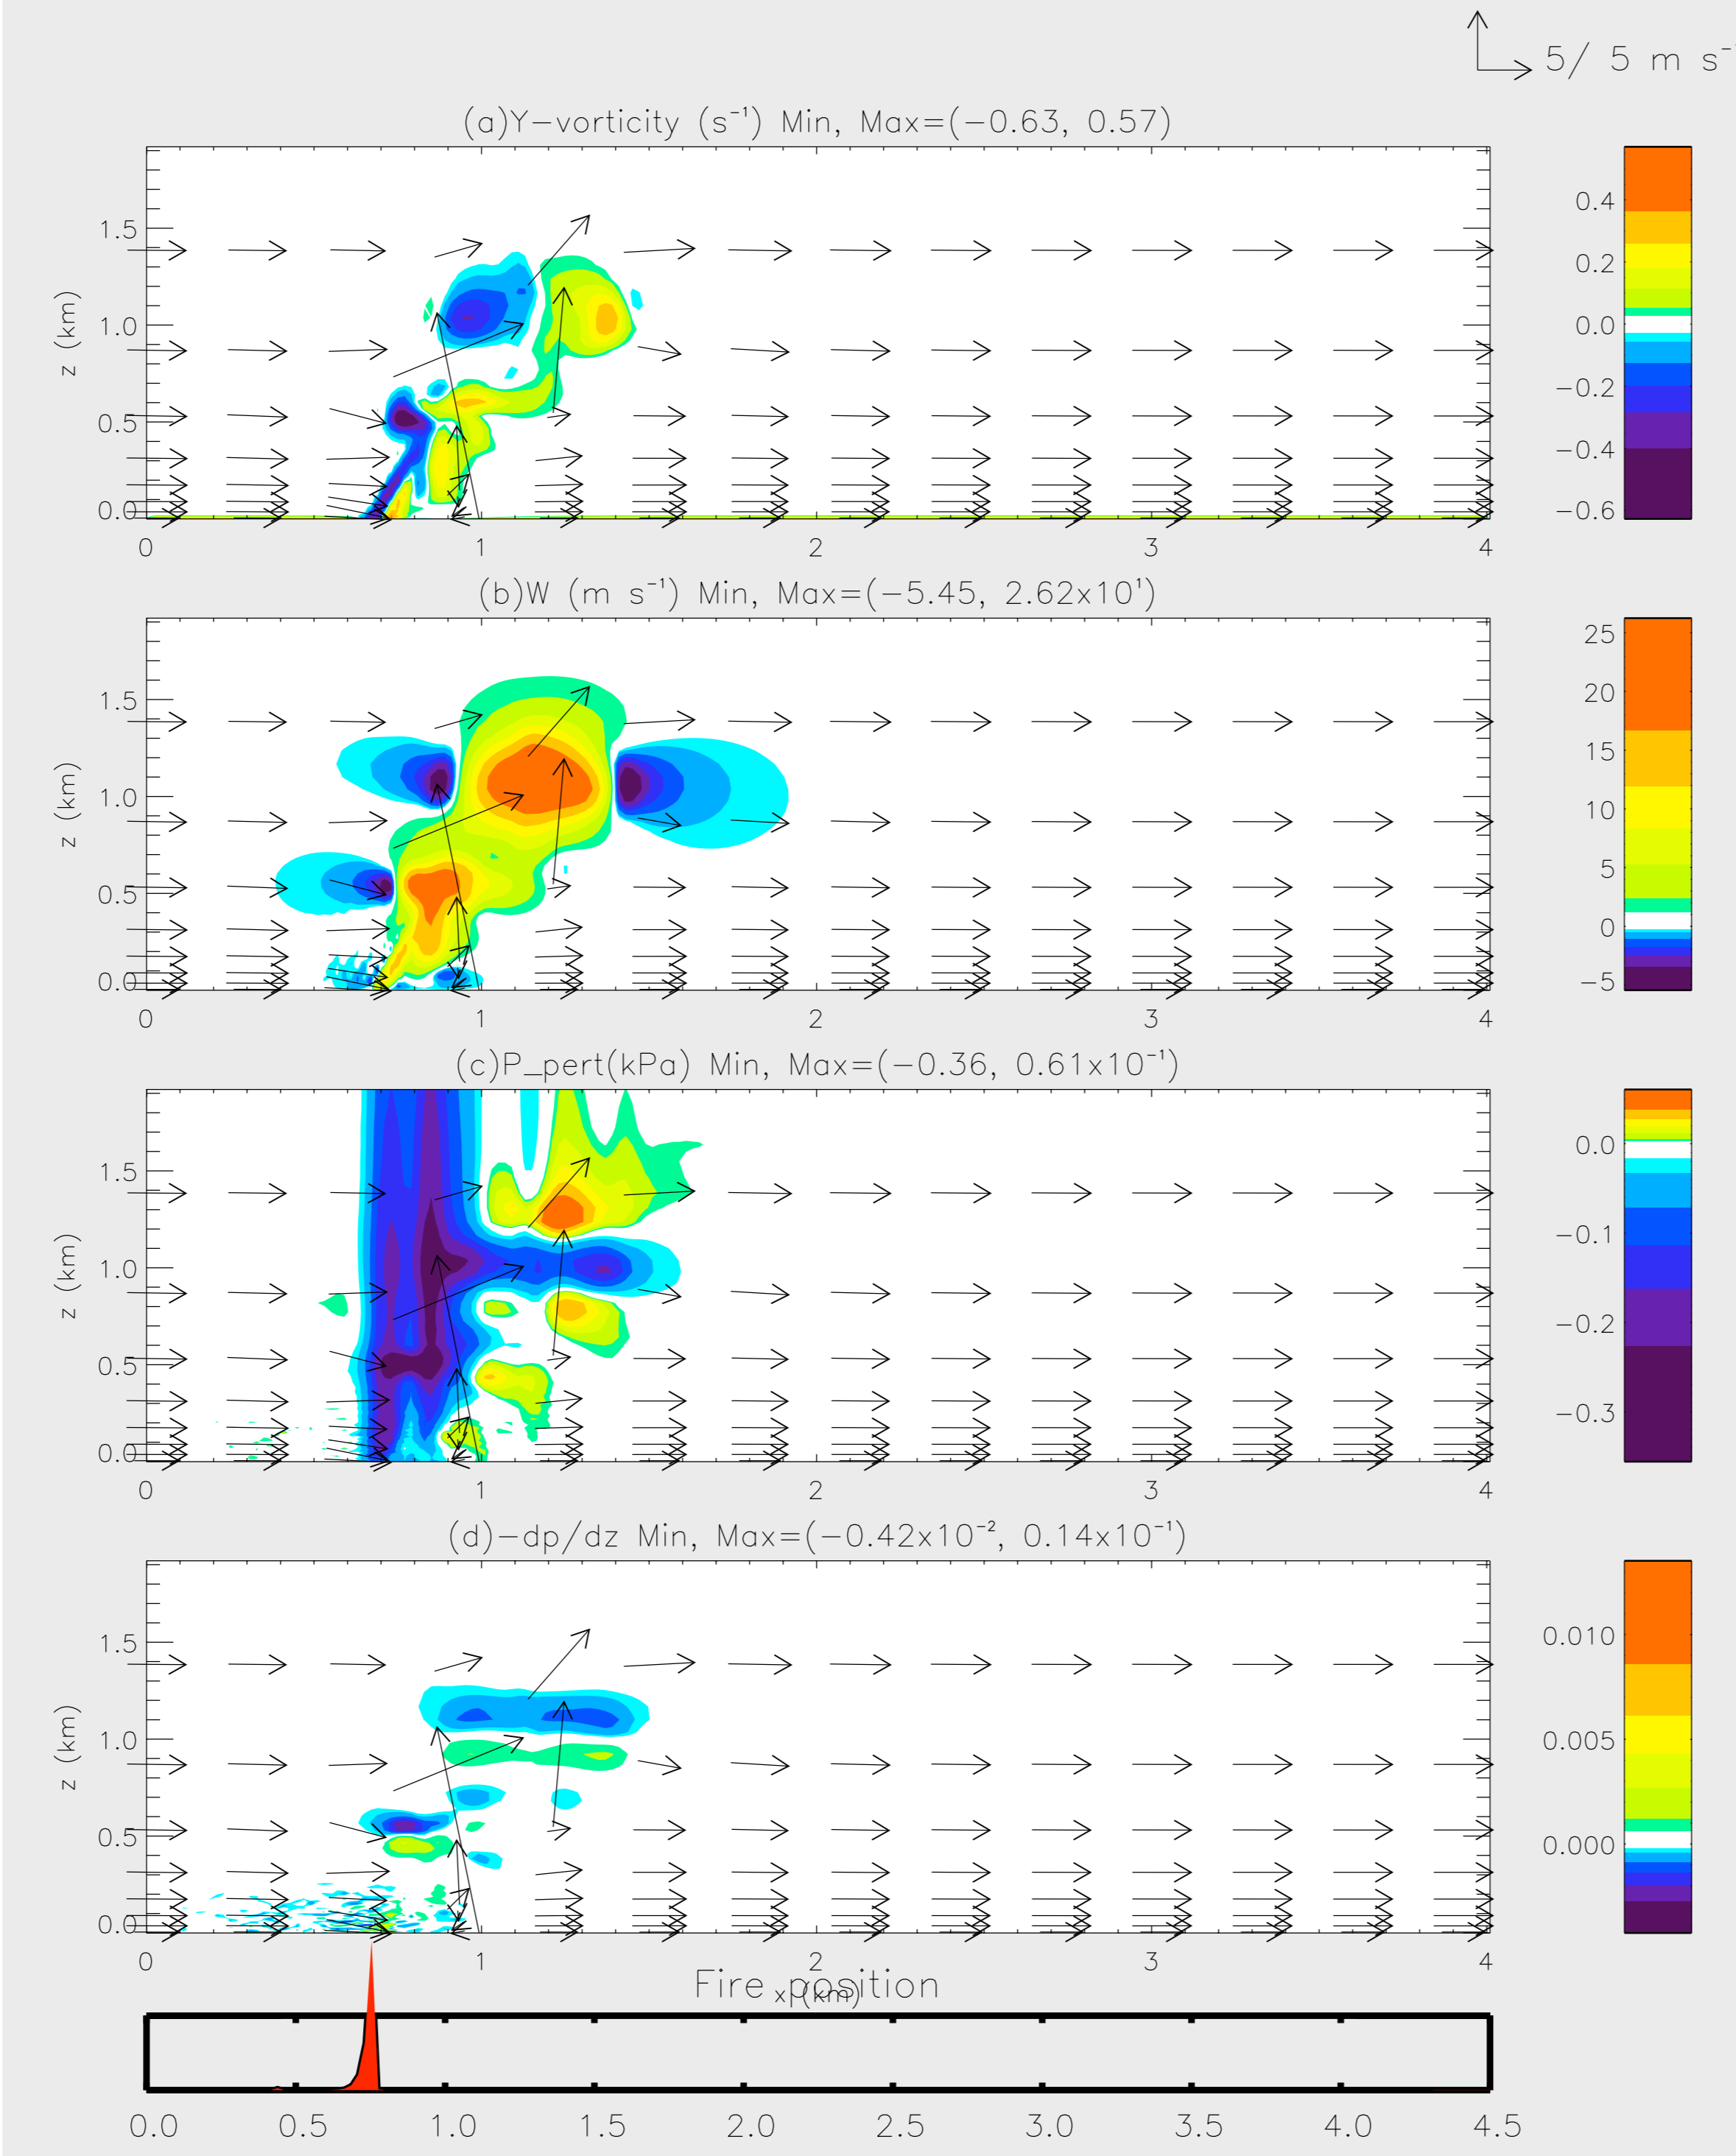 5/ 5 m s⁻¹
(a)Y−vorticity (s⁻¹) Min, Max=(−0.63, 0.57)
z (km)
1.5
1.0
0.5
0.0
0 1 2 3 4
0.4
0.2
0.0
−0.2
−0.4
−0.6
(b)W (m s⁻¹) Min, Max=(−5.45, 2.62x10¹)
z (km)
1.5
1.0
0.5
0.0
0 1 2 3 4
25
20
15
10
5
0
−5
(c)P_pert(kPa) Min, Max=(−0.36, 0.61x10⁻¹)
z (km)
1.5
1.0
0.5
0.0
0 1 2 3 4
0.0
−0.1
−0.2
−0.3
(d)−dp/dz Min, Max=(−0.42x10⁻², 0.14x10⁻¹)
z (km)
1.5
1.0
0.5
0.0
0 1 2 3 4
0.010
0.005
0.000
Fire position
x (km)
0.0 0.5 1.0 1.5 2.0 2.5 3.0 3.5 4.0 4.5